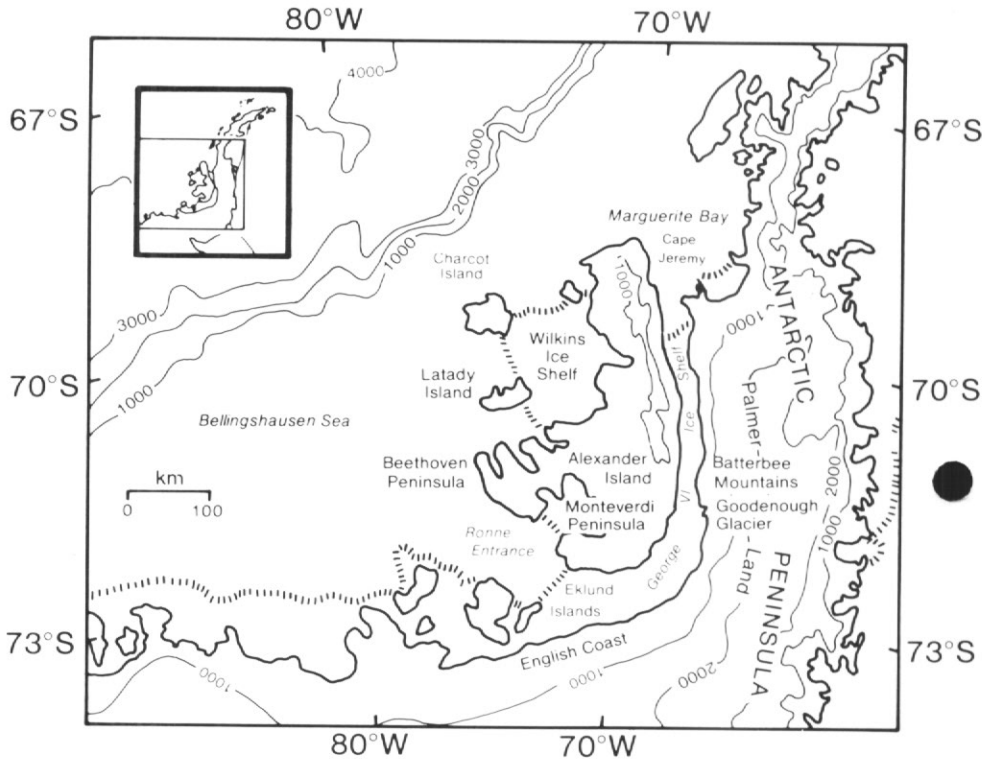 80°W
70°W
67°S
67°S
4000
3000
2000
1000
Marguerite Bay
Cape
Jeremy
Charcot
Island
1000
ANTARCTIC
3000
1000
Wilkins
Ice
Shelf
1000
70°S
70°S
Latady
Island
Shelf
Palmer
Bellingshausen Sea
Ice
Beethoven
Peninsula
Alexander
Island
Batterbee
Mountains
2000
km
0 100
Monteverdi
Peninsula
VI
Goodenough
Glacier
1000
Ronne
Entrance
George
Land
PENINSULA
Eklund
Islands
73°S
73°S
English Coast
1000
1000
2000
80°W
70°W